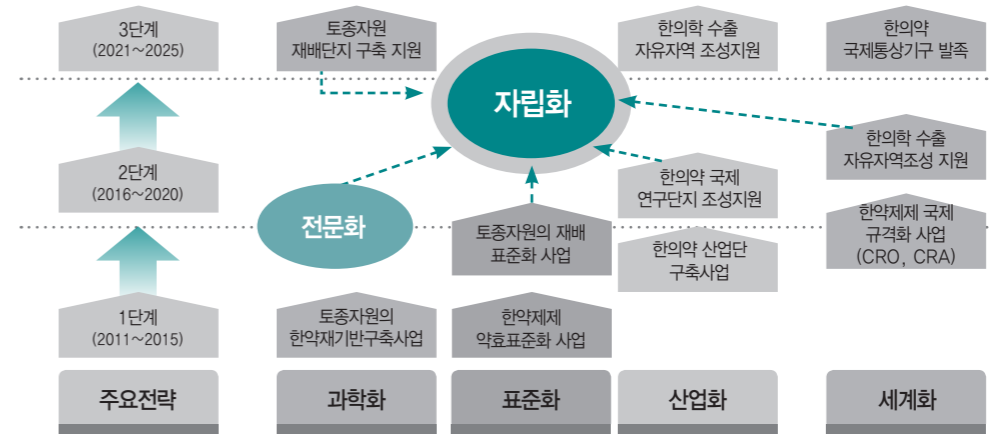 3단계
(2021~2025)
토종자원
재배단지 구축 지원
한의학 수출
자유자역 조성지원
한의약
국제통상기구 발족
자립화
한의학 수출
자유자역조성 지원
2단계
(2016~2020)
한의약 국제
연구단지 조성지원
전문화
토종자원의 재배
표준화 사업
한의약 산업단
구축사업
한약제제 국제
규격화 사업
(CRO, CRA)
1단계
(2011~2015)
토종자원의
한약재기반구축사업
한약제제
약효표준화 사업
주요전략
과학화
표준화
산업화
세계화